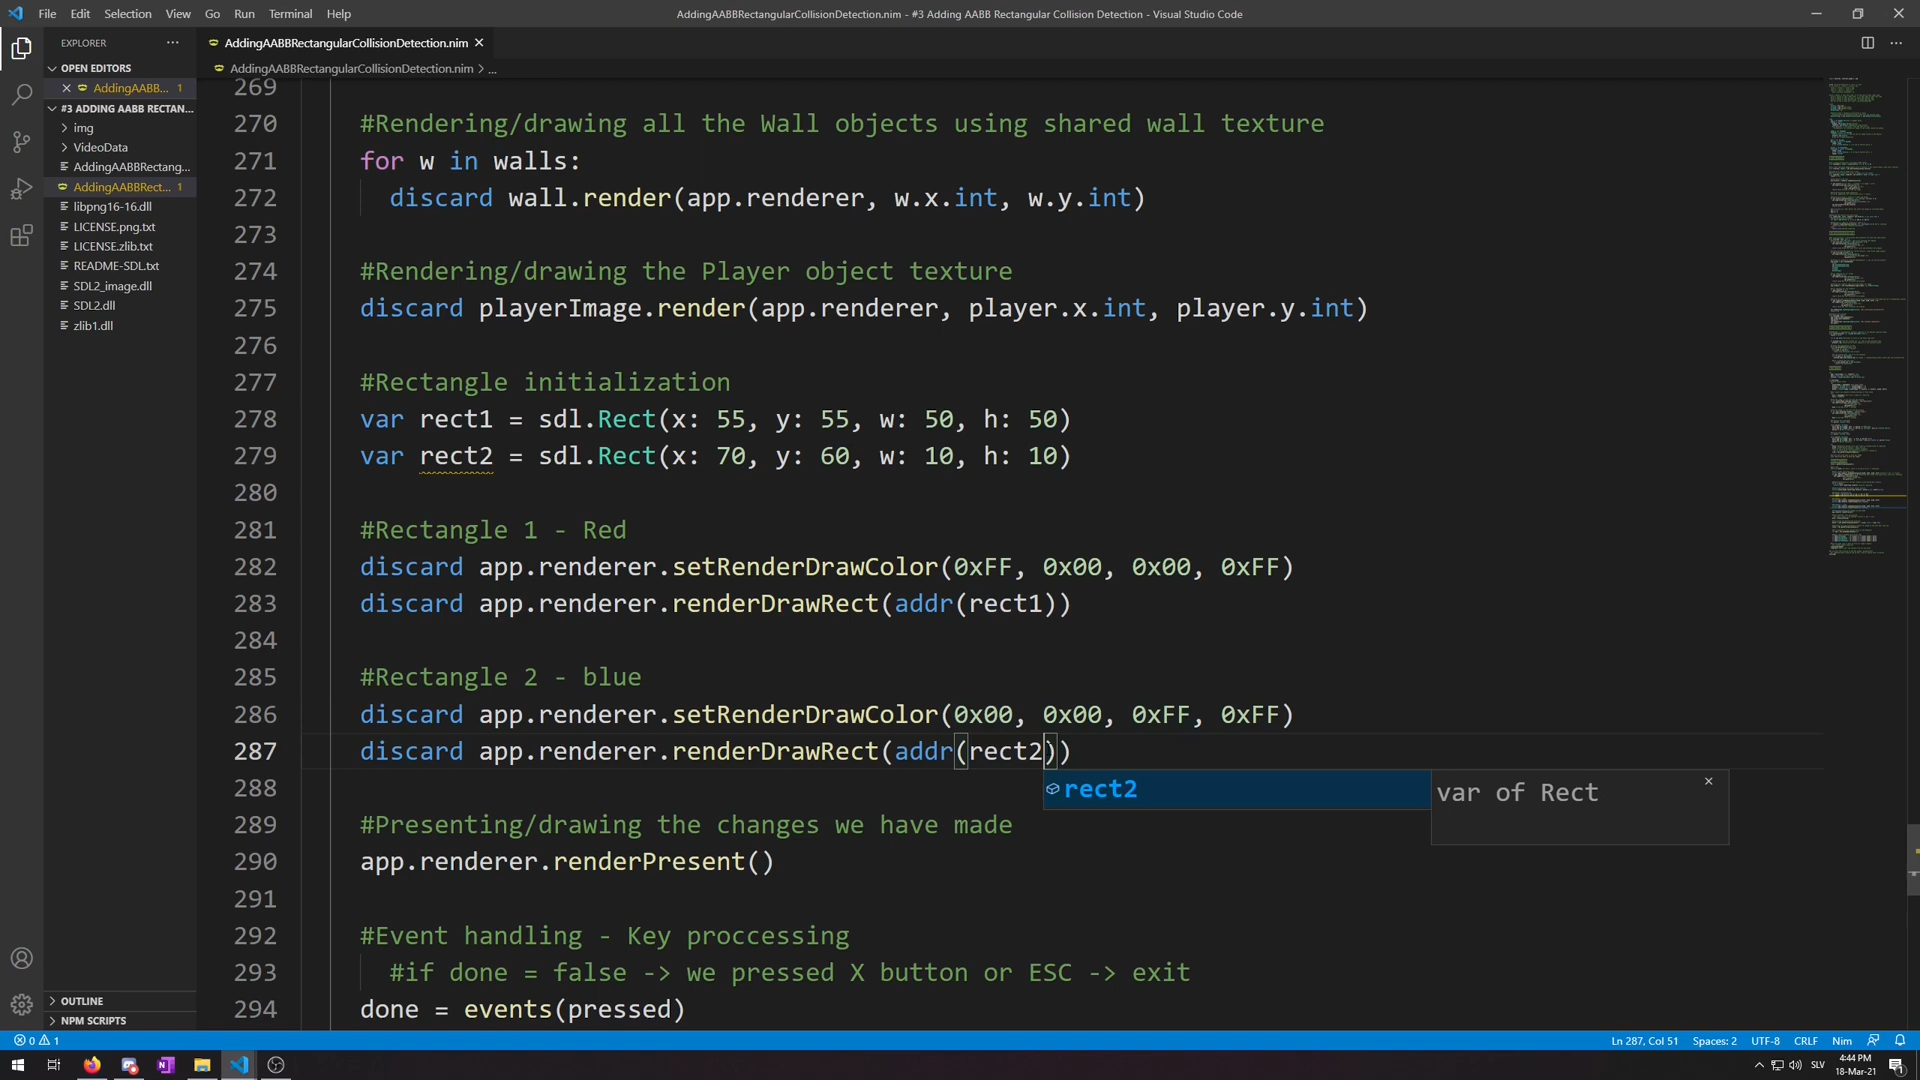 File Edit Selection View Go Run Terminal Help
AddingAABBRectangularCollisionDetection.nim - #3 Adding AABB Rectangular Collision Detection - Visual Studio Code
EXPLORER
OPEN EDITORS
AddingAABB... 1
#3 ADDING AABB RECTAN...
img
VideoData
AddingAABBRectang...
AddingAABBRect... 1
libpng16-16.dll
LICENSE.png.txt
LICENSE.zlib.txt
README-SDL.txt
SDL2_image.dll
SDL2.dll
zlib1.dll
OUTLINE
NPM SCRIPTS
AddingAABBRectangularCollisionDetection.nim
AddingAABBRectangularCollisionDetection.nim > ...
269
270 #Rendering/drawing all the Wall objects using shared wall texture
271 for w in walls:
272 discard wall.render(app.renderer, w.x.int, w.y.int)
273
274 #Rendering/drawing the Player object texture
275 discard playerImage.render(app.renderer, player.x.int, player.y.int)
276
277 #Rectangle initialization
278 var rect1 = sdl.Rect(x: 55, y: 55, w: 50, h: 50)
279 var rect2 = sdl.Rect(x: 70, y: 60, w: 10, h: 10)
280
281 #Rectangle 1 - Red
282 discard app.renderer.setRenderDrawColor(0xFF, 0x00, 0x00, 0xFF)
283 discard app.renderer.renderDrawRect(addr(rect1))
284
285 #Rectangle 2 - blue
286 discard app.renderer.setRenderDrawColor(0x00, 0x00, 0xFF, 0xFF)
287 discard app.renderer.renderDrawRect(addr(rect2))
rect2
var of Rect
288
289 #Presenting/drawing the changes we have made
290 app.renderer.renderPresent()
291
292 #Event handling - Key proccessing
293 #if done = false -> we pressed X button or ESC -> exit
294 done = events(pressed)
0 1
Ln 287, Col 51 Spaces: 2 UTF-8 CRLF Nim
SLV
4:44 PM
18-Mar-21